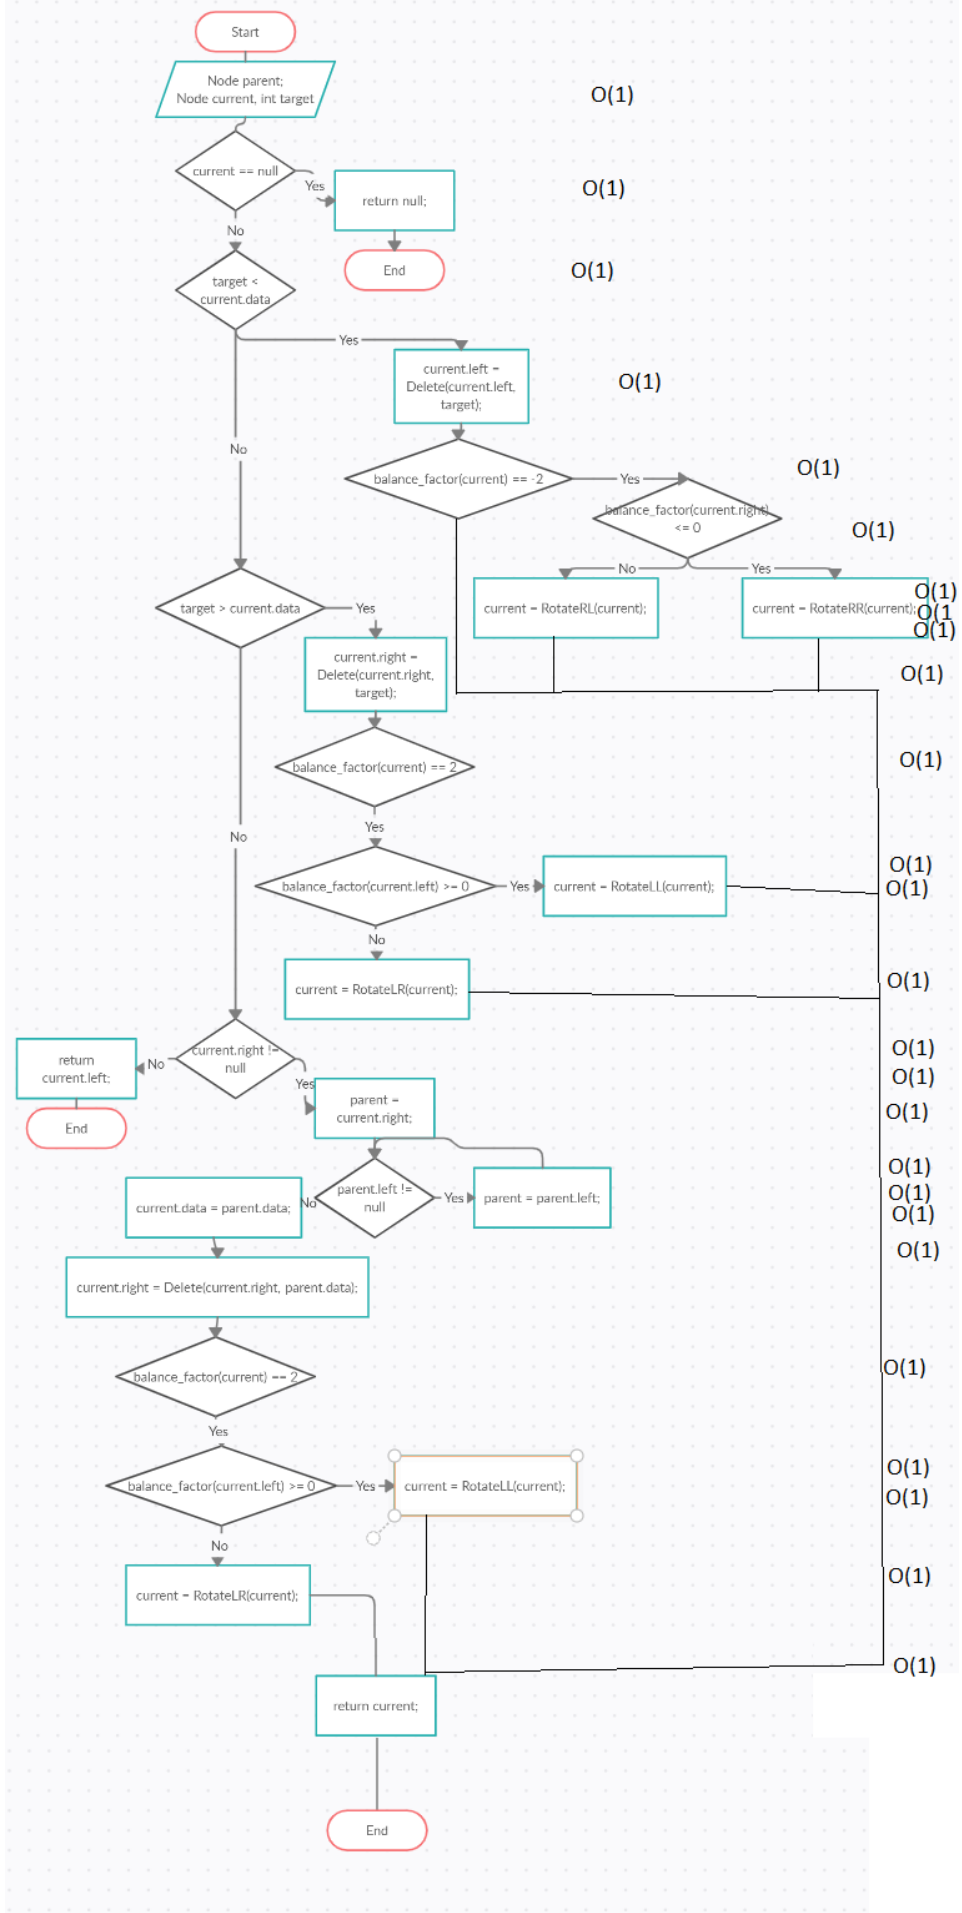 Start
Node parent;
Node current, int target
O(1)
current == null
Yes
return null;
O(1)
No
End
O(1)
target <
current.data
Yes
current.left =
Delete(current.left,
target);
O(1)
No
balance_factor(current) == -2
Yes
O(1)
balance_factor(current.right)
<= 0
O(1)
No
Yes
target > current.data
Yes
current = RotateRL(current);
current = RotateRR(current);
O(1)
O(1
O(1)
current.right =
Delete(current.right,
target);
O(1)
balance_factor(current) == 2
O(1)
Yes
No
balance_factor(current.left) >= 0
Yes
current = RotateLL(current);
O(1)
O(1)
No
current = RotateLR(current);
O(1)
current.right !=
null
No
return
current.left;
End
Yes
parent =
current.right;
O(1)
O(1)
O(1)
parent.left !=
null
Yes
parent = parent.left;
No
current.data = parent.data;
O(1)
O(1)
O(1)
O(1)
current.right = Delete(current.right, parent.data);
balance_factor(current) == 2
O(1)
Yes
balance_factor(current.left) >= 0
Yes
current = RotateLL(current);
O(1)
O(1)
No
current = RotateLR(current);
O(1)
O(1)
return current;
End